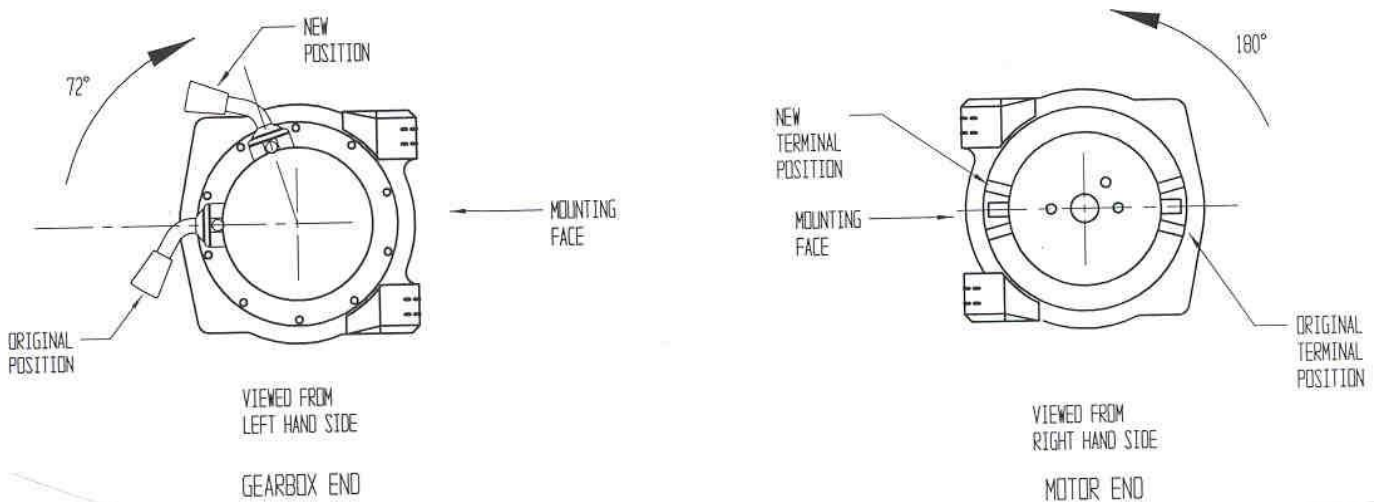 NEW
POSITION
72°
MOUNTING
FACE
ORIGINAL
POSITION
VIEWED FROM
LEFT HAND SIDE
GEARBOX END
180°
NEW
TERMINAL
POSITION
MOUNTING
FACE
ORIGINAL
TERMINAL
POSITION
VIEWED FROM
RIGHT HAND SIDE
MOTOR END